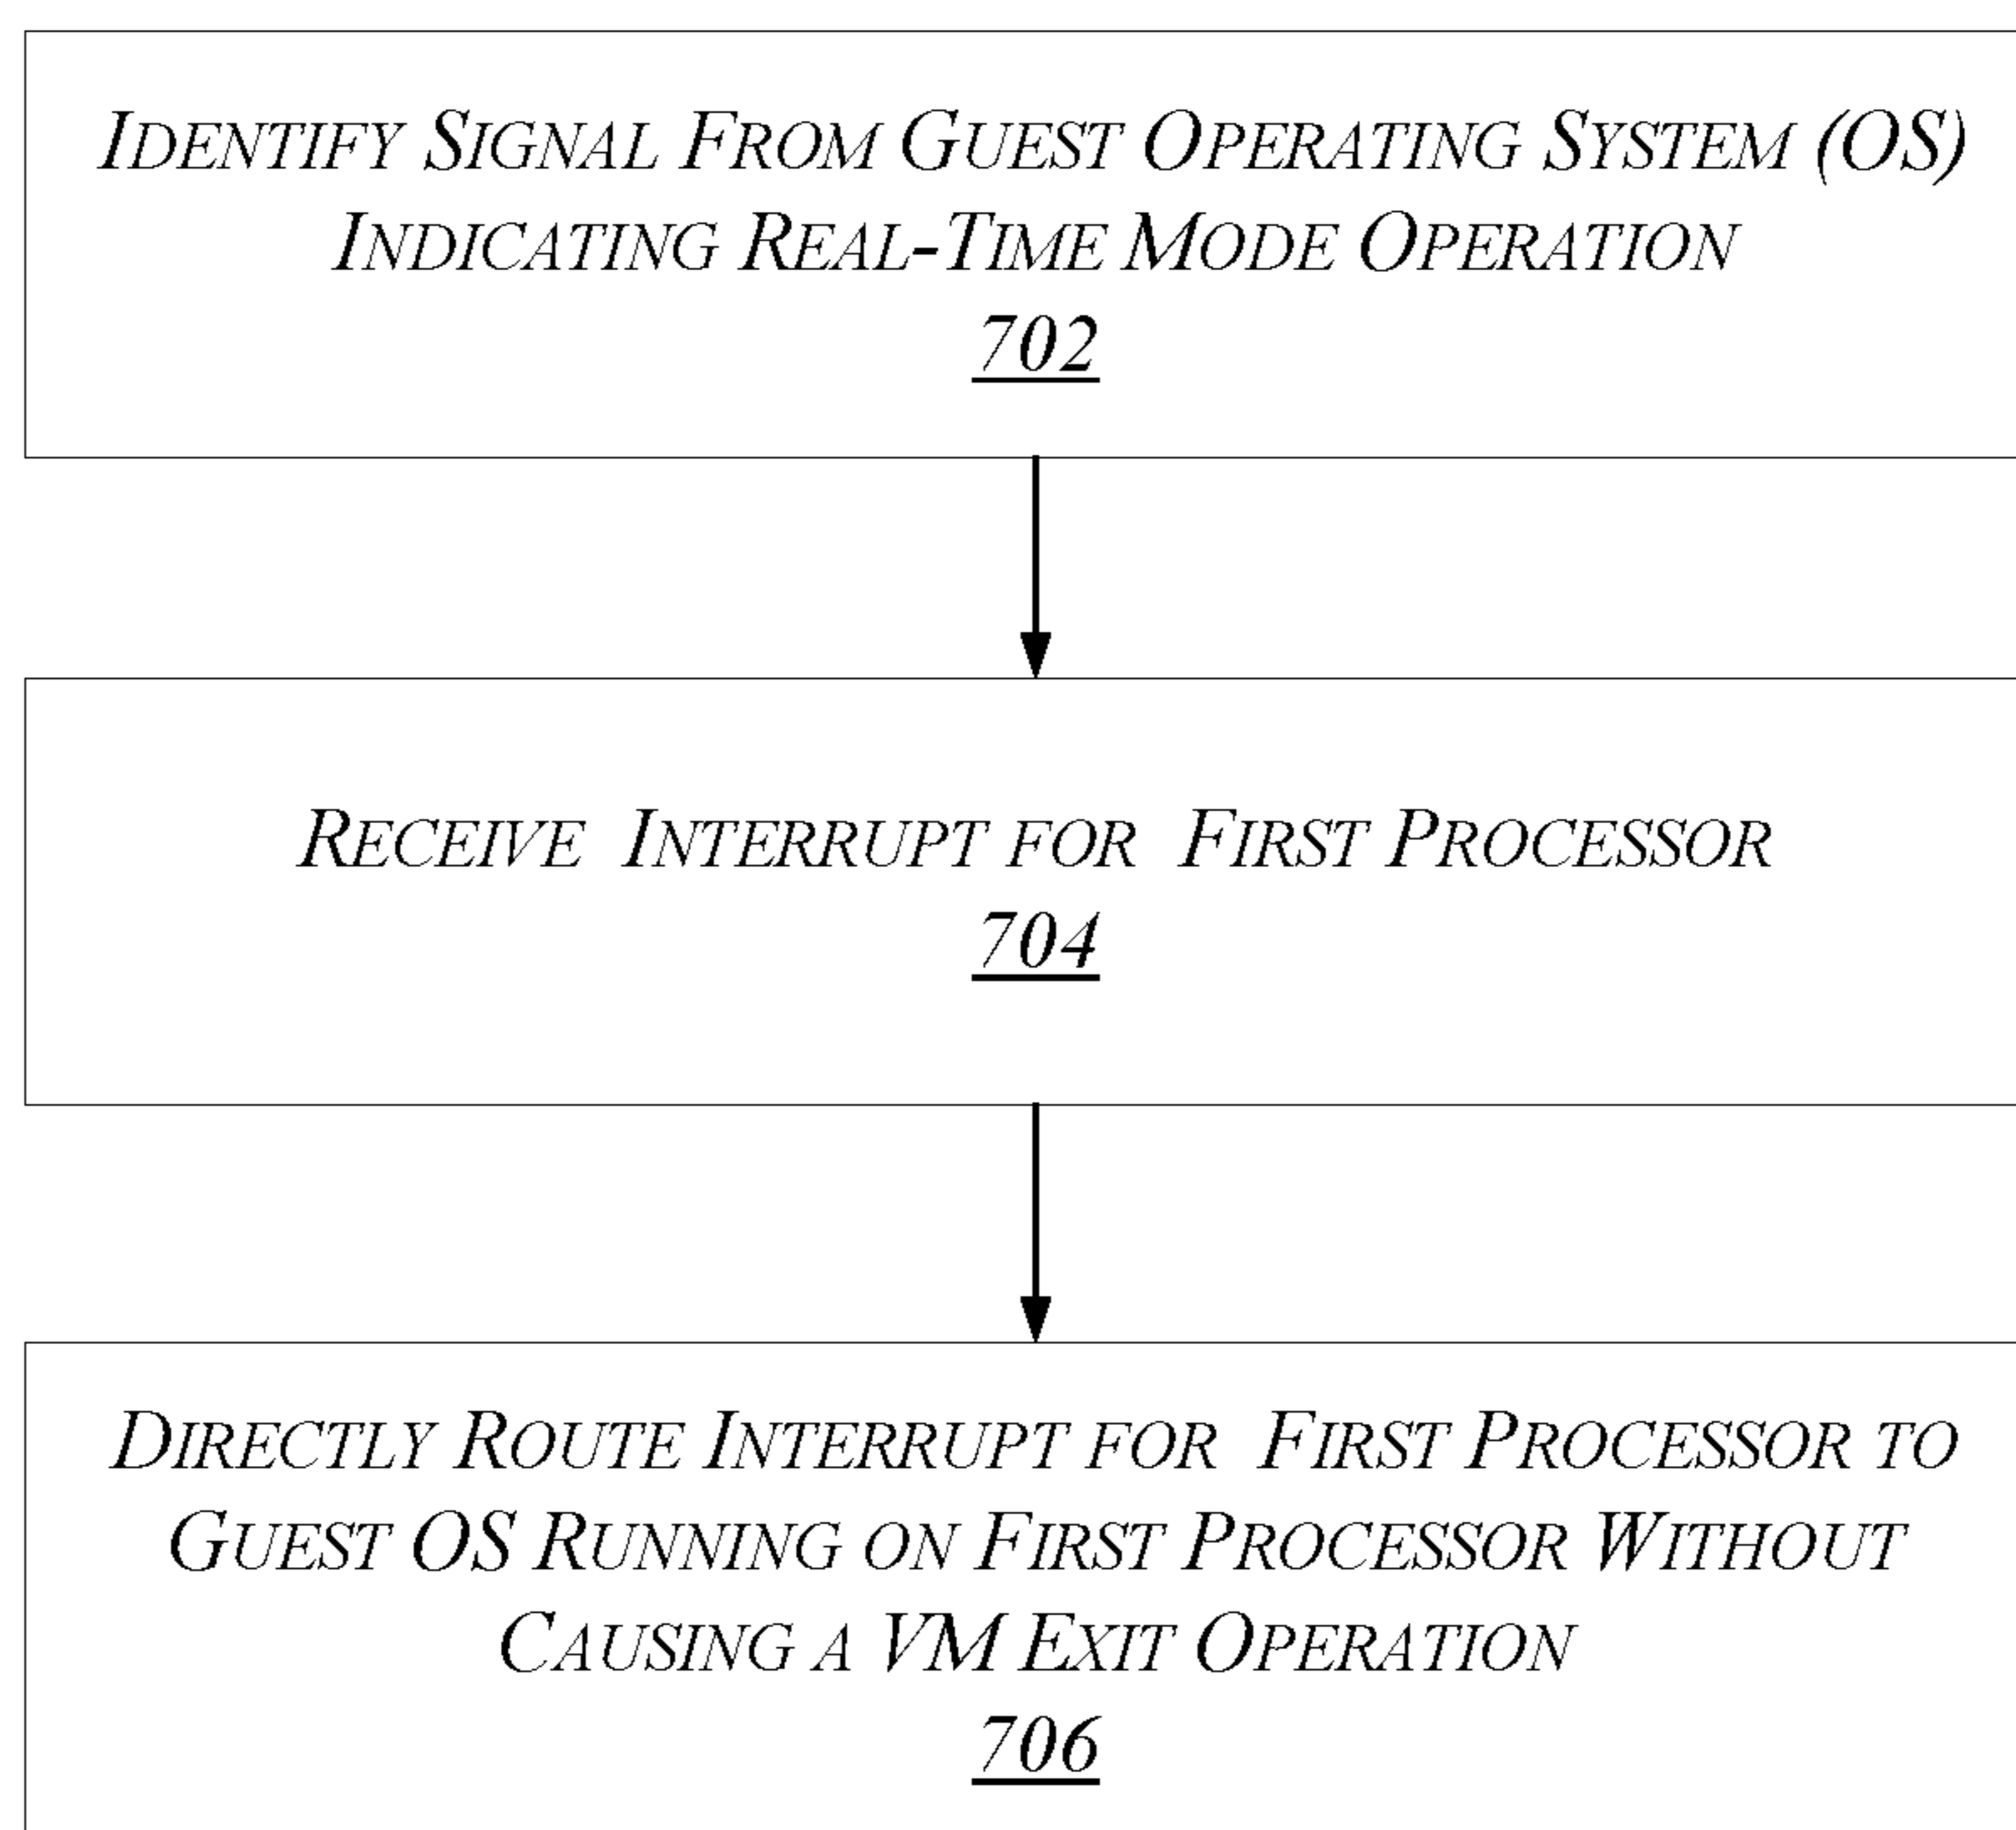 IDENTIFY SIGNAL FROM GUEST OPERATING SYSTEM (OS)
INDICATING REAL-TIME MODE OPERATION
702
RECEIVE INTERRUPT FOR FIRST PROCESSOR
704
DIRECTLY ROUTE INTERRUPT FOR FIRST PROCESSOR TO
GUEST OS RUNNING ON FIRST PROCESSOR WITHOUT
CAUSING A VM EXIT OPERATION
706